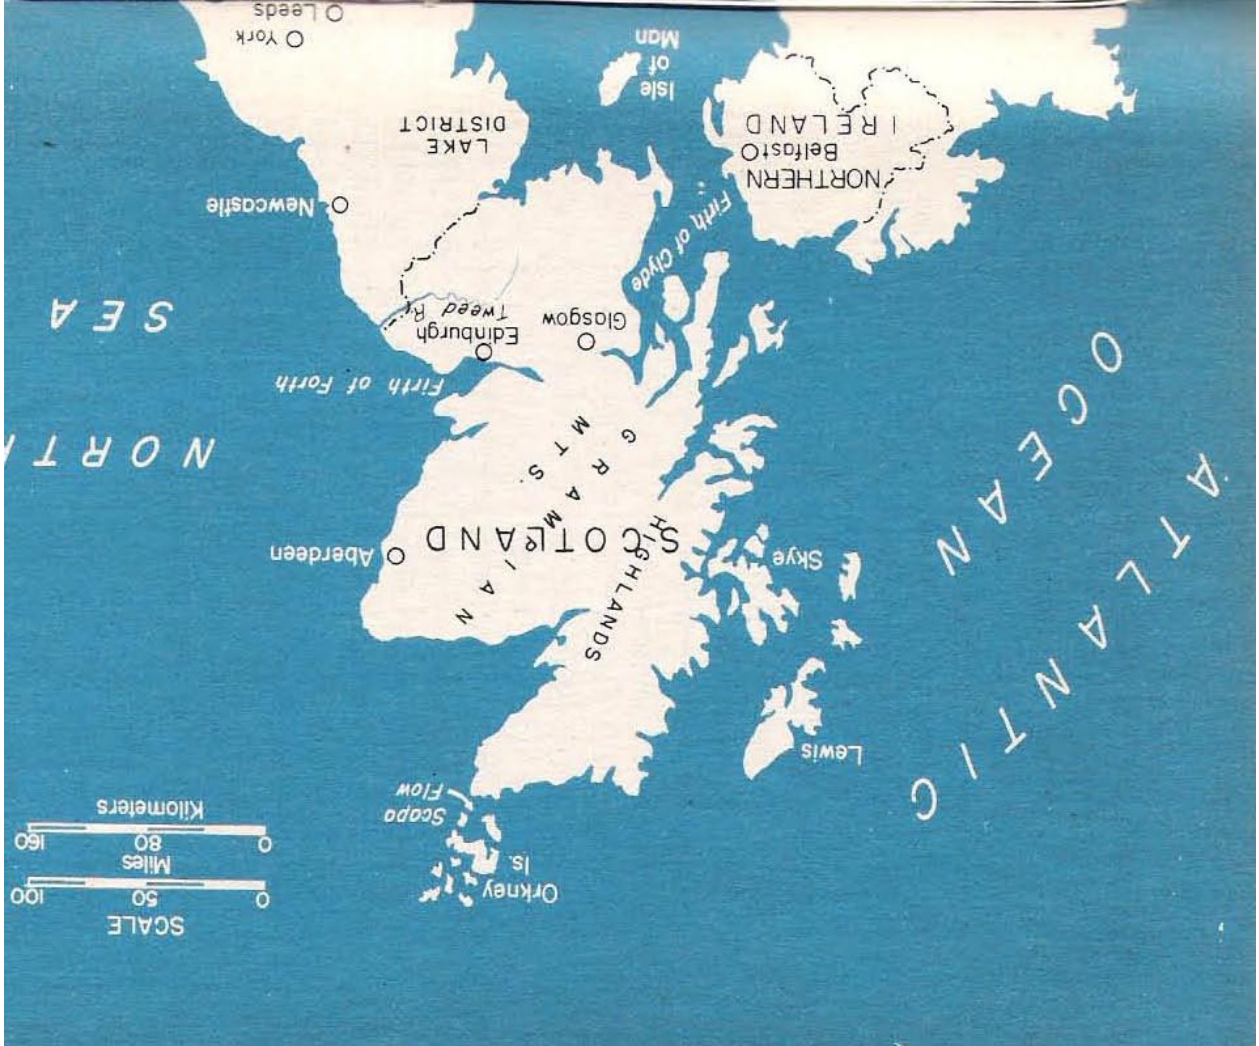 SCALE
0 50 100
Miles
0 80 160
Kilometers
Orkney
Is.
Scapa
Flow
Lewis
ATLANTIC
OCEAN
Skye
HIGHLANDS
SCOTLAND
GRAMPIAN
MTS.
Aberdeen
NORTH
SEA
Firth of Forth
Edinburgh
Glasgow
Tweed R.
Firth of Clyde
Newcastle
NORTHERN
IRELAND
Belfast
LAKE
DISTRICT
Isle
of
Man
York
Leeds